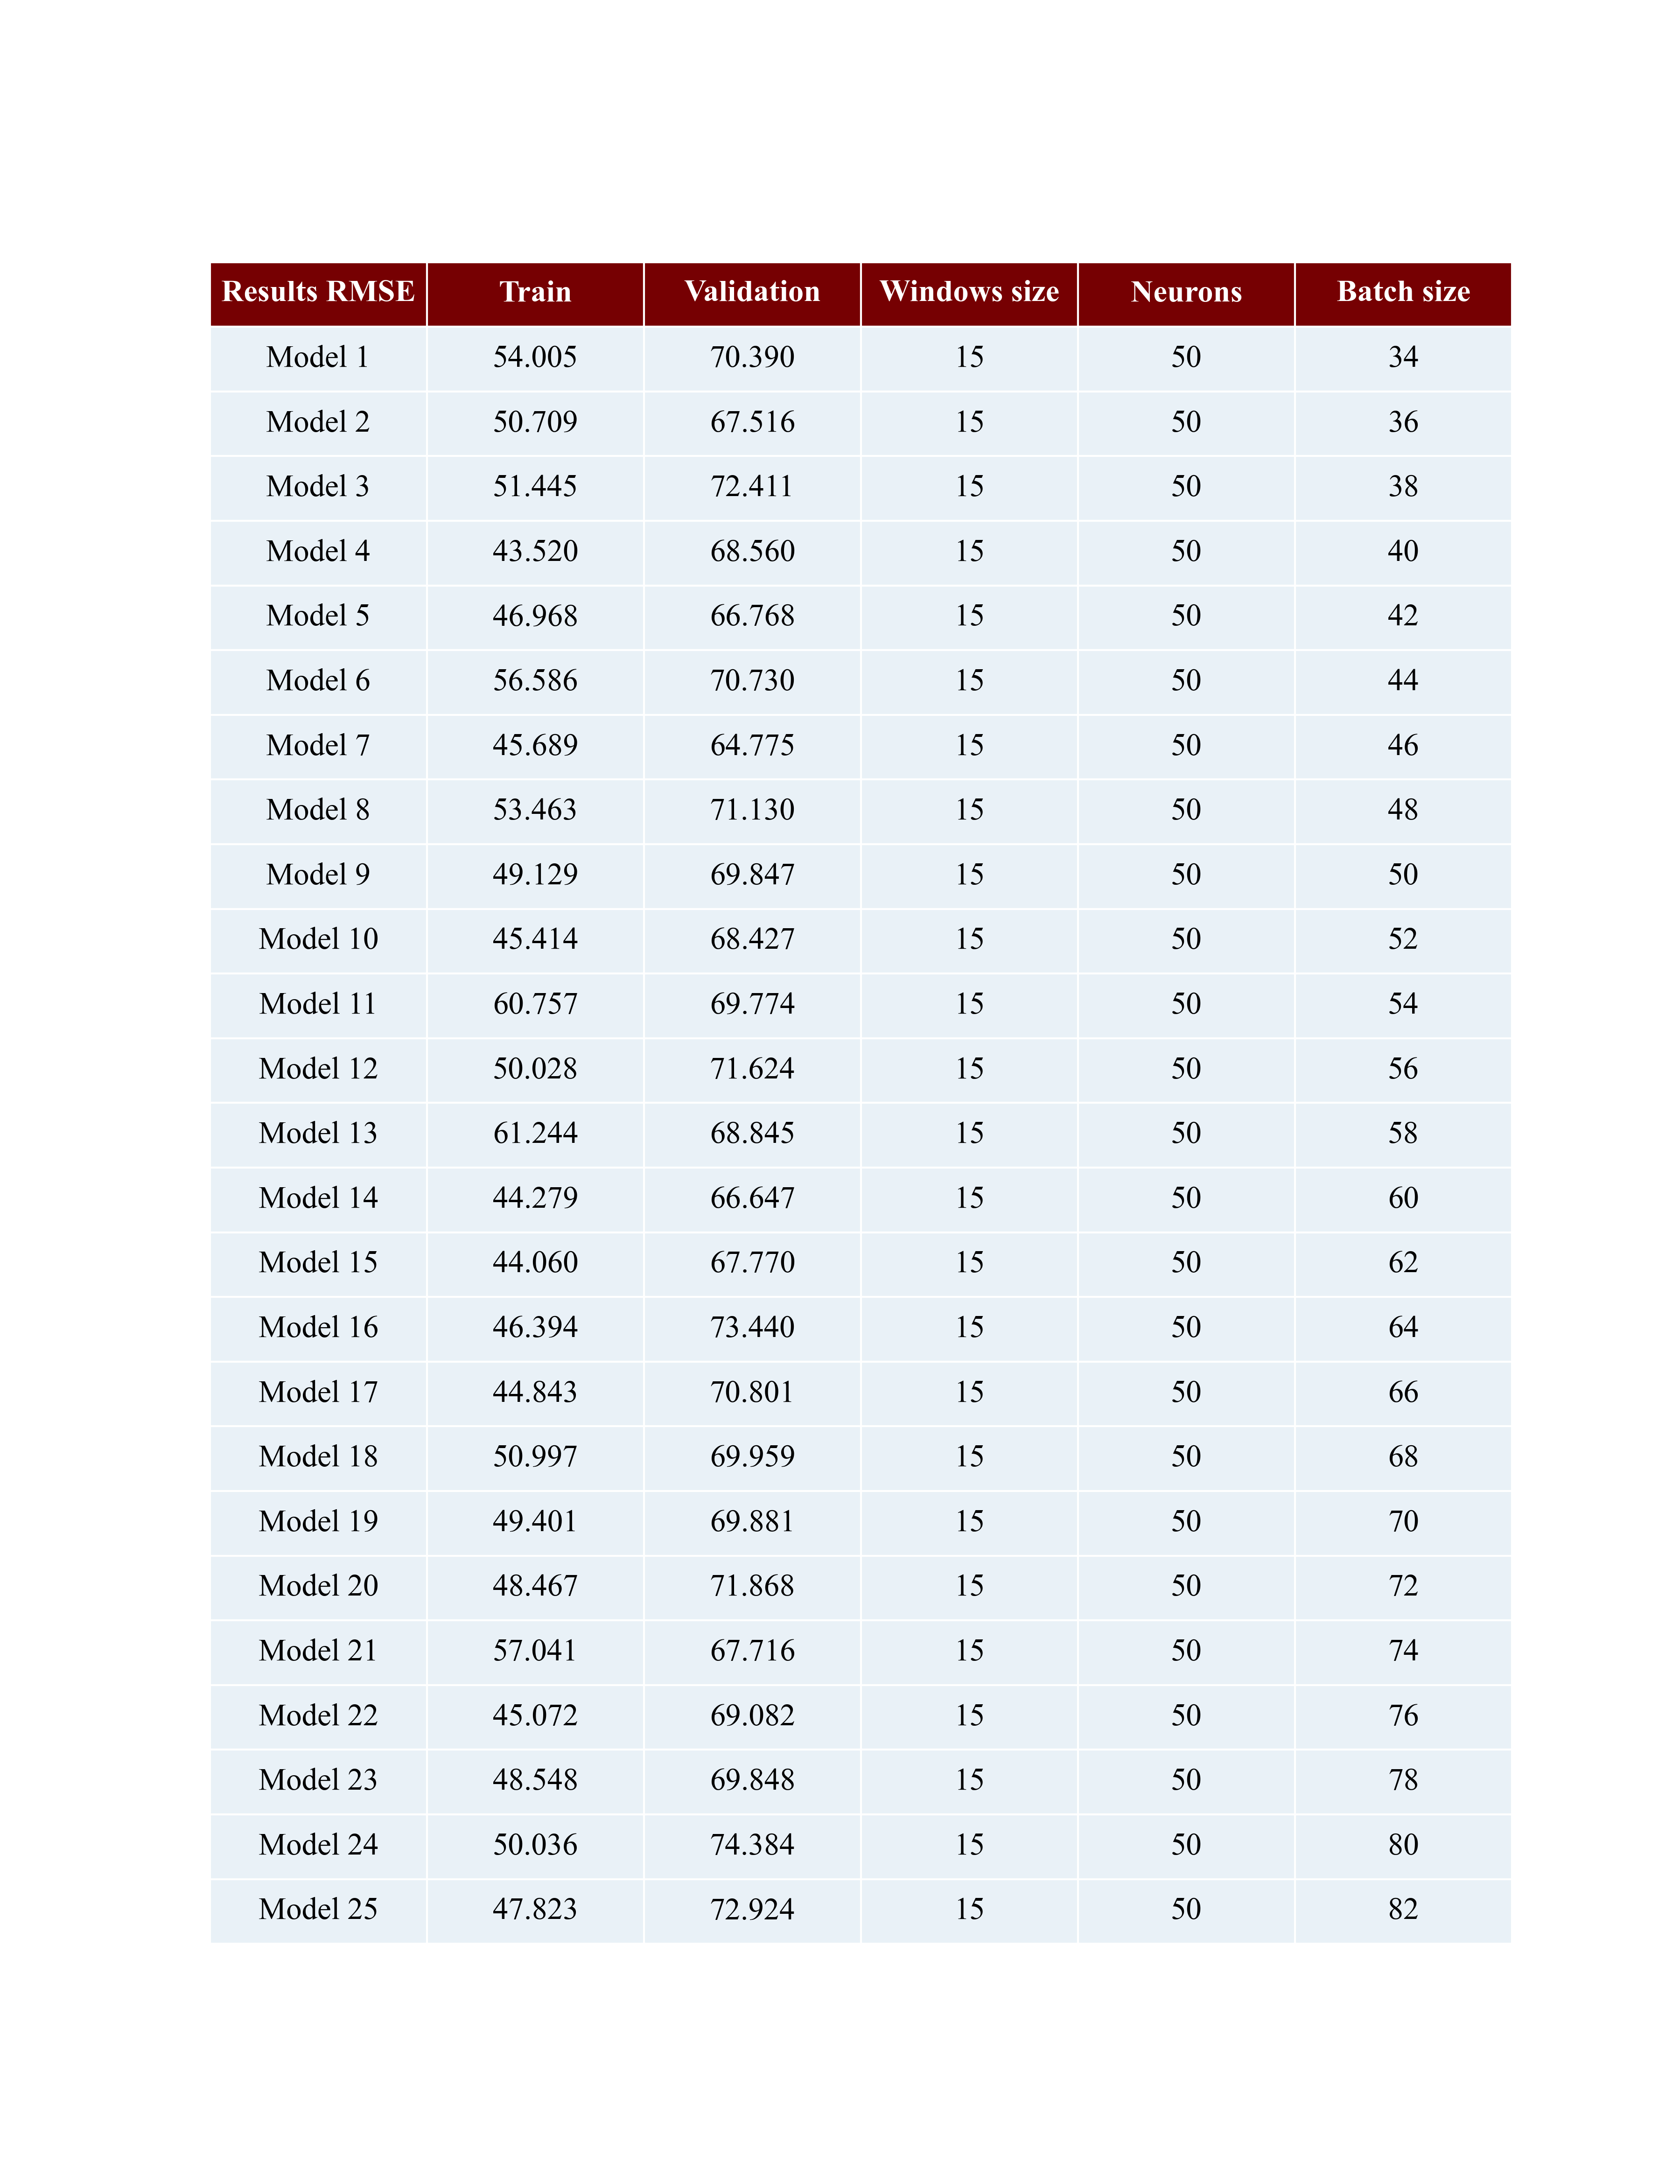 Results RMSE Train Validation Windows size Neurons Batch size
Model 1 54.005 70.390 15 50 34
Model 2 50.709 67.516 15 50 36
Model 3 51.445 72.411 15 50 38
Model 4 43.520 68.560 15 50 40
Model 5 46.968 66.768 15 50 42
Model 6 56.586 70.730 15 50 44
Model 7 45.689 64.775 15 50 46
Model 8 53.463 71.130 15 50 48
Model 9 49.129 69.847 15 50 50
Model 10 45.414 68.427 15 50 52
Model 11 60.757 69.774 15 50 54
Model 12 50.028 71.624 15 50 56
Model 13 61.244 68.845 15 50 58
Model 14 44.279 66.647 15 50 60
Model 15 44.060 67.770 15 50 62
Model 16 46.394 73.440 15 50 64
Model 17 44.843 70.801 15 50 66
Model 18 50.997 69.959 15 50 68
Model 19 49.401 69.881 15 50 70
Model 20 48.467 71.868 15 50 72
Model 21 57.041 67.716 15 50 74
Model 22 45.072 69.082 15 50 76
Model 23 48.548 69.848 15 50 78
Model 24 50.036 74.384 15 50 80
Model 25 47.823 72.924 15 50 82